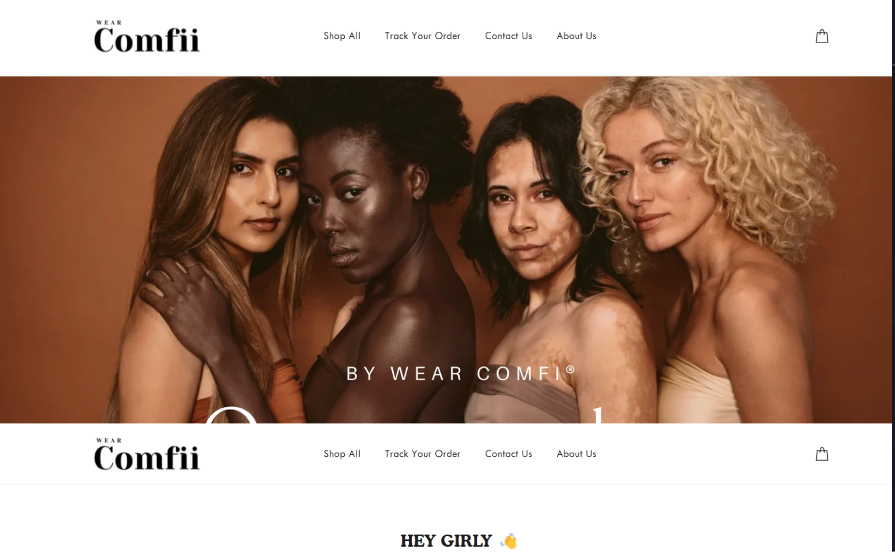 WEAR
Comfii
Shop All Track Your Order Contact Us About Us
BY WEAR COMFI®
WEAR
Comfii
Shop All Track Your Order Contact Us About Us
HEY GIRLY 👋